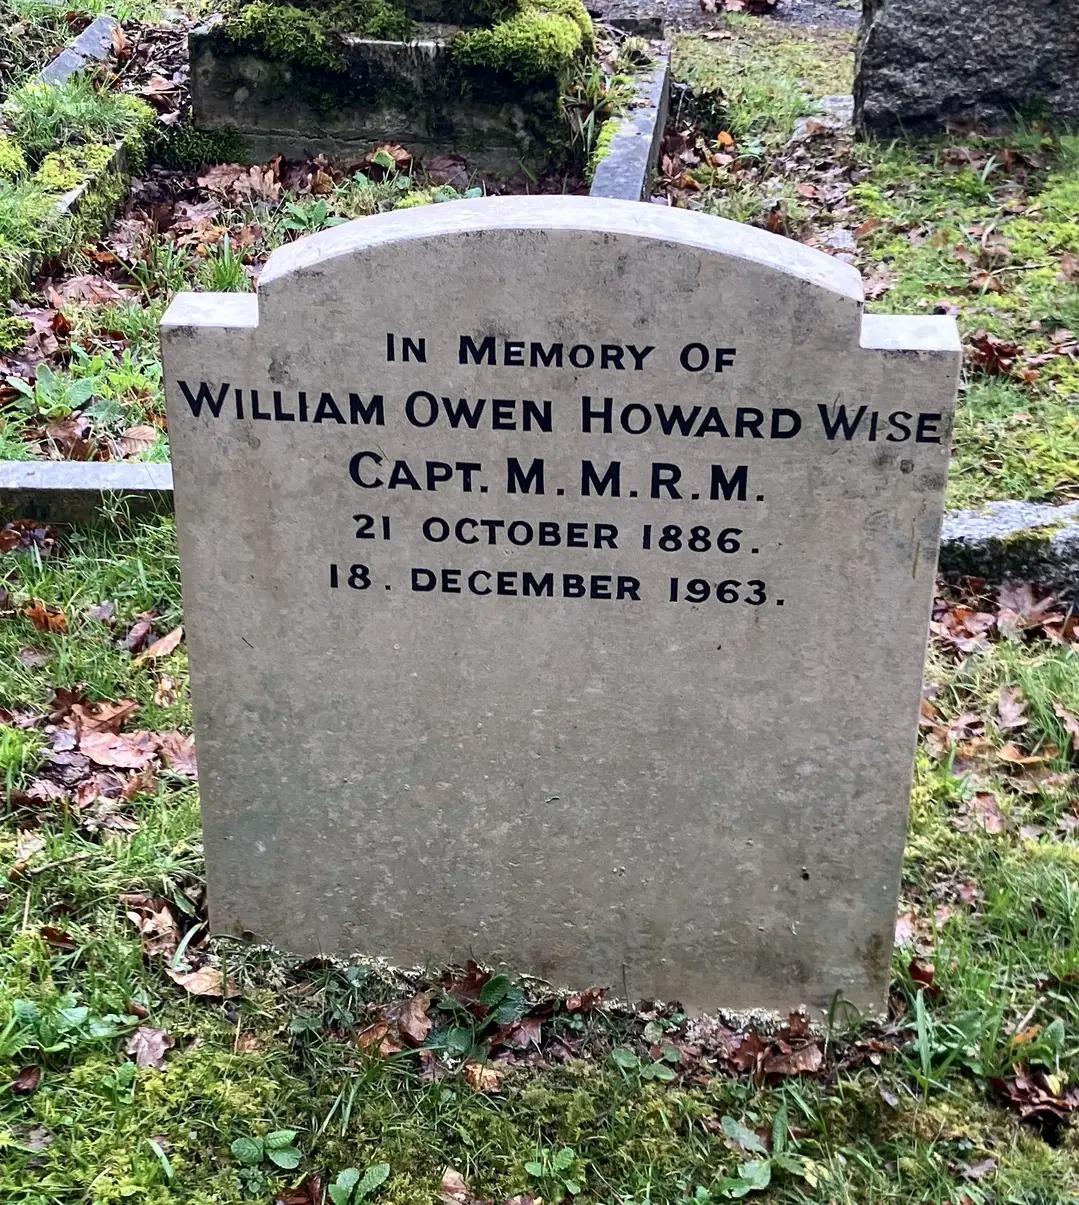 IN MEMORY OF
WILLIAM OWEN HOWARD WISE
CAPT. M.M.R.M.
21 OCTOBER 1886.
18. DECEMBER 1963.